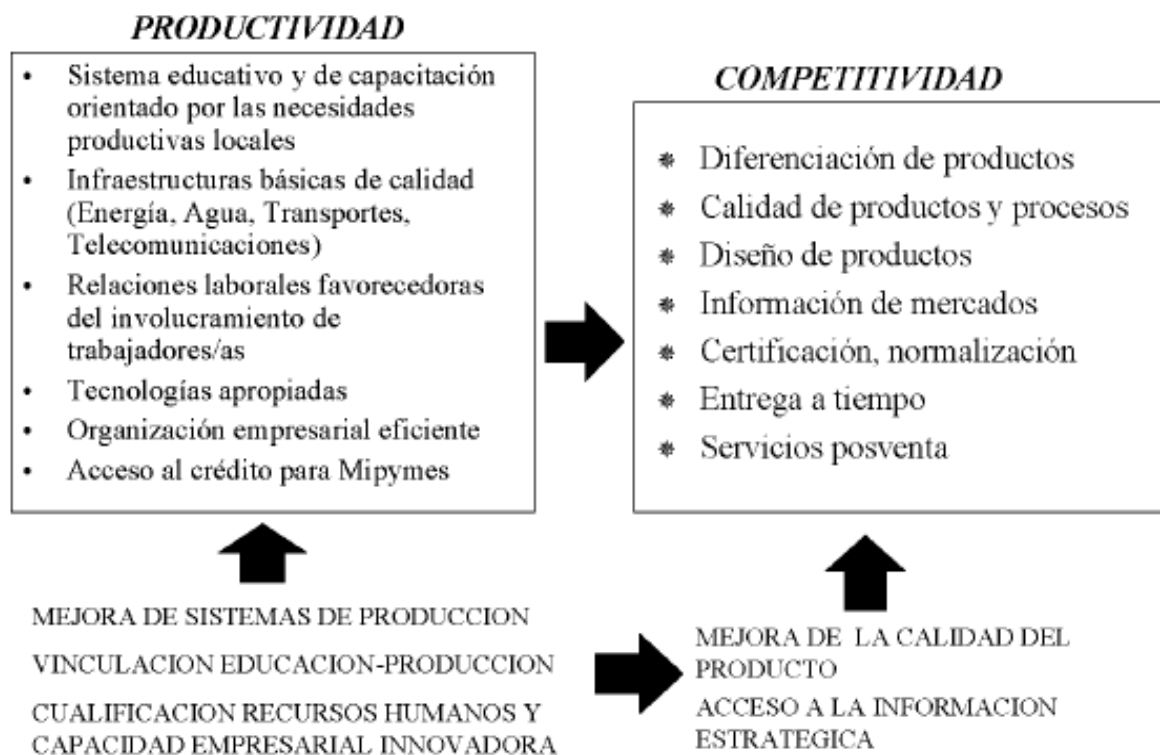 PRODUCTIVIDAD
• Sistema educativo y de capacitación
orientado por las necesidades
productivas locales
• Infraestructuras básicas de calidad
(Energía, Agua, Transportes,
Telecomunicaciones)
• Relaciones laborales favorecedoras
del involucramiento de
trabajadores/as
• Tecnologías apropiadas
• Organización empresarial eficiente
• Acceso al crédito para Mipymes
COMPETITIVIDAD
* Diferenciación de productos
* Calidad de productos y procesos
* Diseño de productos
* Información de mercados
* Certificación, normalización
* Entrega a tiempo
* Servicios posventa
MEJORA DE SISTEMAS DE PRODUCCION
VINCULACION EDUCACION-PRODUCCION
CUALIFICACION RECURSOS HUMANOS Y
CAPACIDAD EMPRESARIAL INNOVADORA
MEJORA DE LA CALIDAD DEL
PRODUCTO
ACCESO A LA INFORMACION
ESTRATEGICA